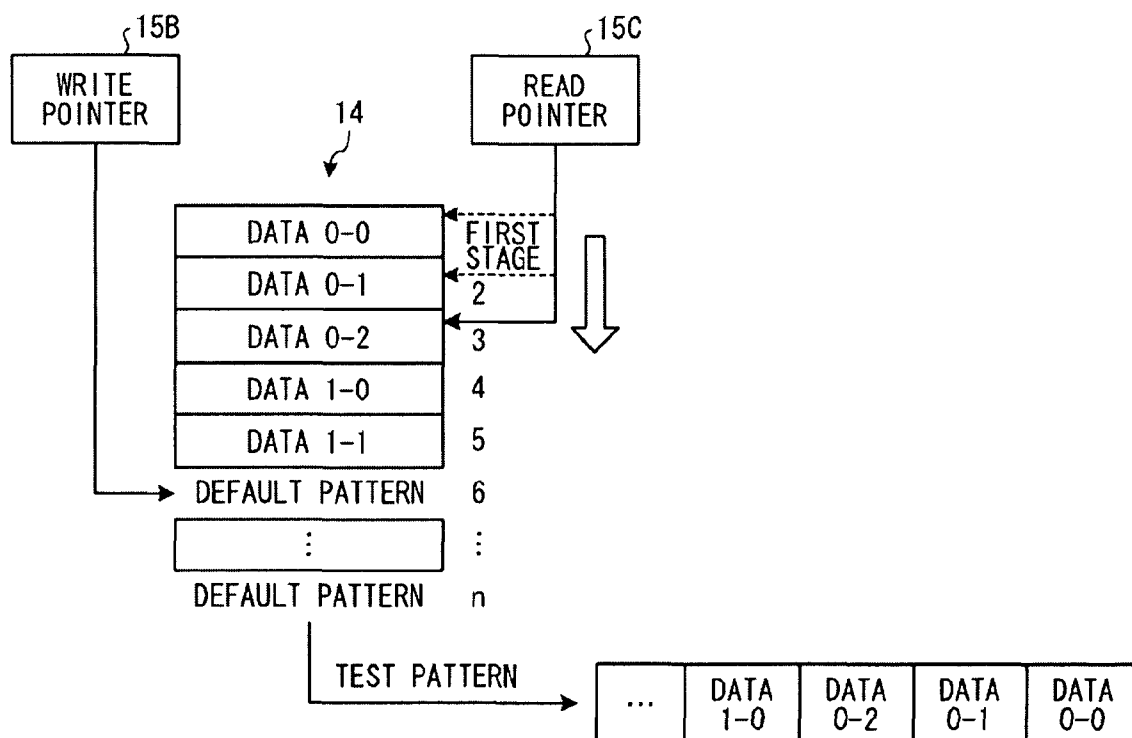 15B
15C
WRITE
POINTER
READ
POINTER
14
DATA 0-0
FIRST
STAGE
DATA 0-1
2
DATA 0-2
3
DATA 1-0
4
DATA 1-1
5
DEFAULT PATTERN 6
⋮ ⋮
DEFAULT PATTERN n
TEST PATTERN
... DATA 1-0 DATA 0-2 DATA 0-1 DATA 0-0